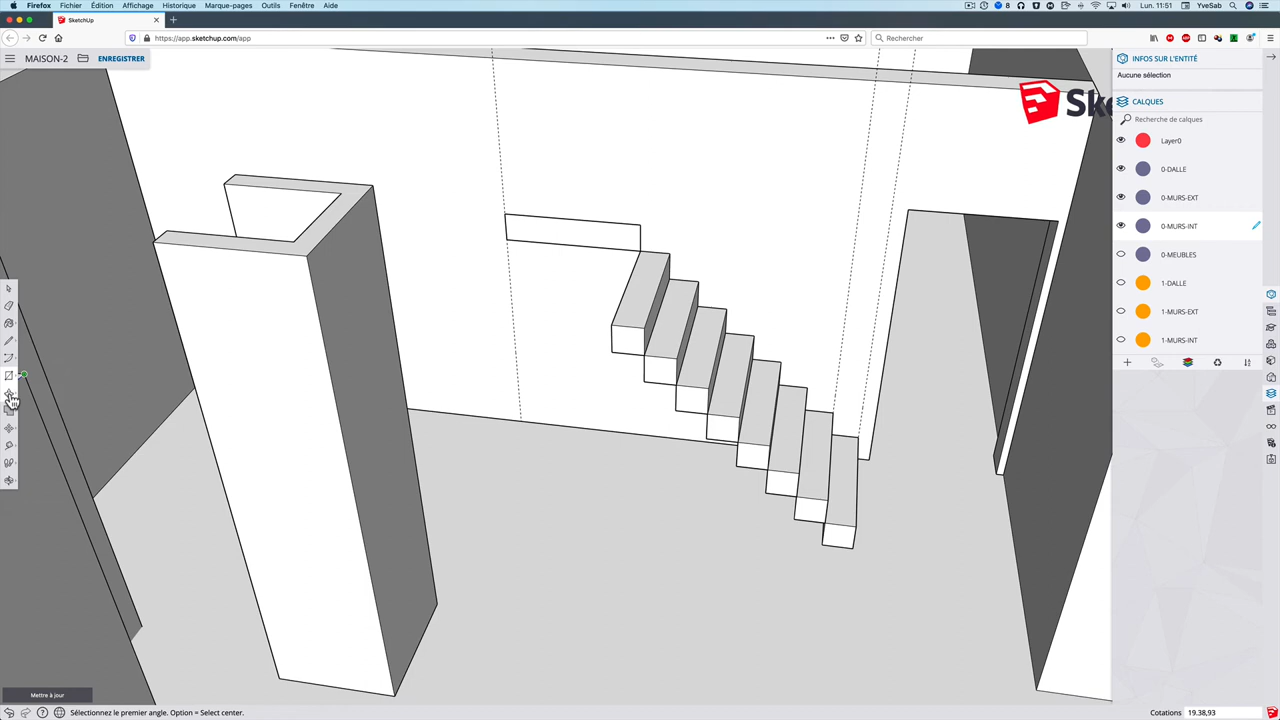 Firefox Fichier Édition Affichage Historique Marque-pages Outils Fenêtre Aide 8 Lun. 11:51 YveSab
SketchUp
https://app.sketchup.com/app Rechercher
MAISON-2 ENREGISTRER
INFOS SUR L'ENTITÉ
Aucune sélection
CALQUES
Recherche de calques
Layer0
0-DALLE
0-MURS-EXT
0-MURS-INT
0-MEUBLES
1-DALLE
1-MURS-EXT
1-MURS-INT
Mettre à jour
Sélectionnez le premier angle. Option = Select center. Cotations 19.38,93